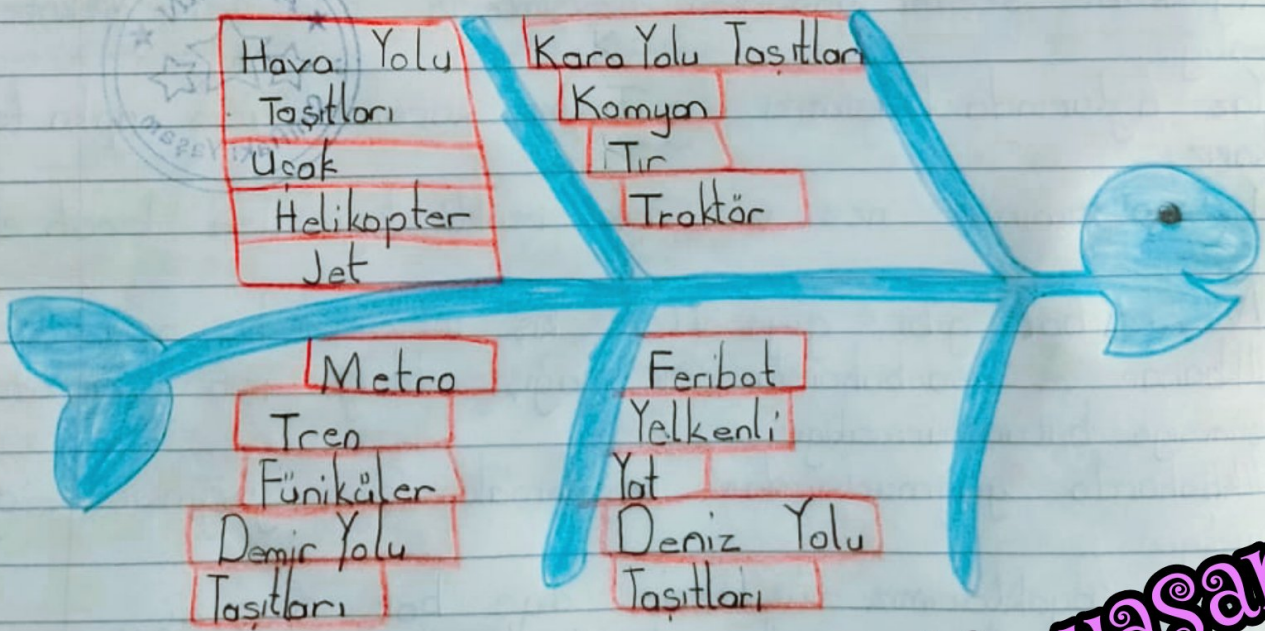 Hava Yolu
Taşıtları
Uçak
Helikopter
Jet
Kara Yolu Taşıtları
Kamyon
Tır
Traktör
Metro
Tren
Füniküler
Demir Yolu
Taşıtları
Feribot
Yelkenli
Yat
Deniz Yolu
Taşıtları